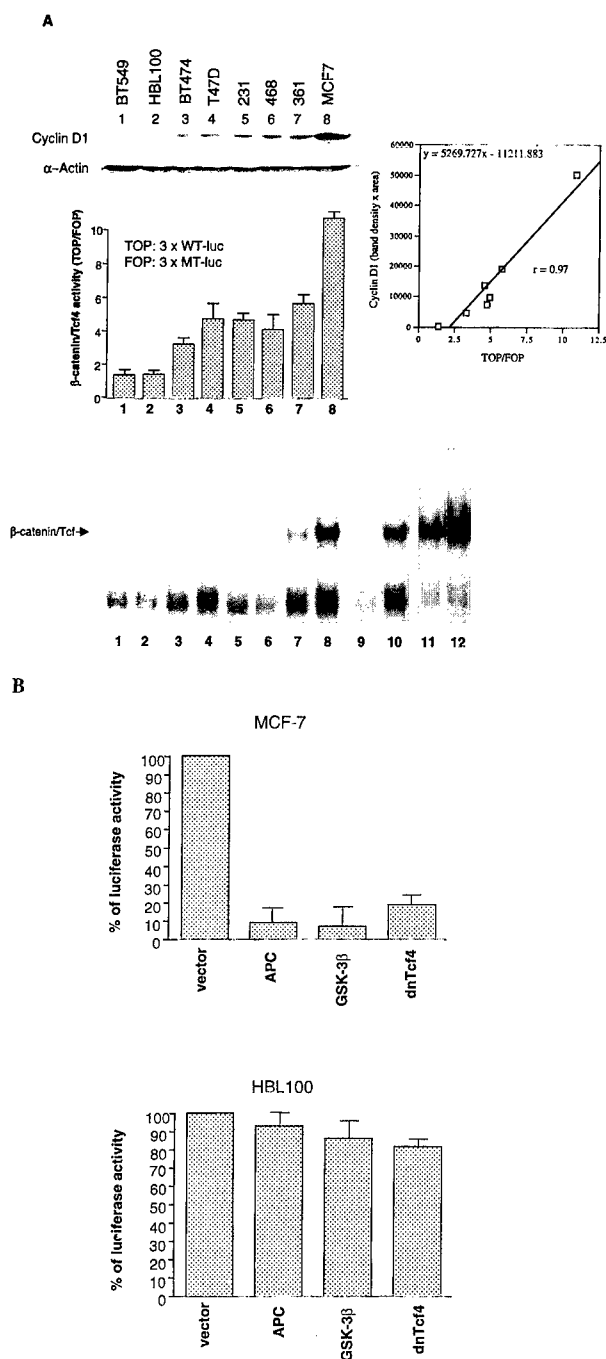 A
BT549 HBL100 BT474 T47D 231 468 361 MCF7
1 2 3 4 5 6 7 8
Cyclin D1
α–Actin
β-catenin/Tcf4 activity (TOP/FOP)
10
8
6
4
2
0
TOP: 3 x WT-luc
FOP: 3 x MT-luc
1 2 3 4 5 6 7 8
Cyclin D1 (band density x area)
60000
50000
40000
30000
20000
10000
0
y = 5269.727x - 11211.883
r = 0.97
0 2.5 5 7.5 10 12.5
TOP/FOP
β-catenin/Tcf
1 2 3 4 5 6 7 8 9 10 11 12
B
MCF-7
% of luciferase activity
100
90
80
70
60
50
40
30
20
10
0
vector APC GSK-3β dnTcf4
HBL100
% of luciferase activity
100
90
80
70
60
50
40
30
20
10
0
vector APC GSK-3β dnTcf4